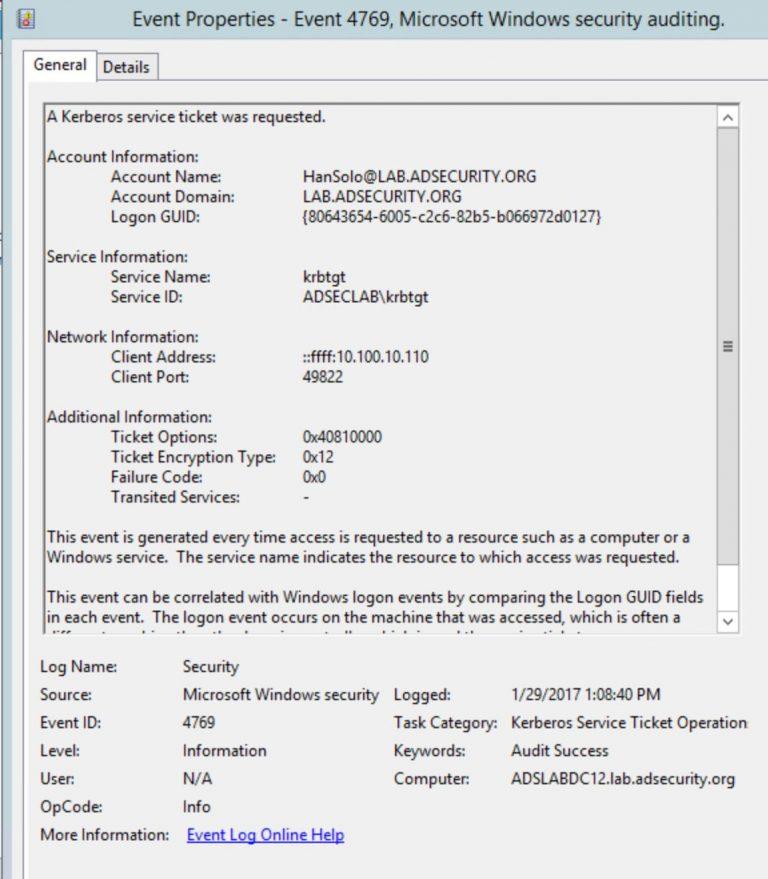 Event Properties - Event 4769, Microsoft Windows security auditing.
General Details
A Kerberos service ticket was requested.
Account Information:
Account Name: HanSolo@LAB.ADSECURITY.ORG
Account Domain: LAB.ADSECURITY.ORG
Logon GUID: {80643654-6005-c2c6-82b5-b066972d0127}
Service Information:
Service Name: krbtgt
Service ID: ADSECLAB\krbtgt
Network Information:
Client Address: ::ffff:10.100.10.110
Client Port: 49822
Additional Information:
Ticket Options: 0x40810000
Ticket Encryption Type: 0x12
Failure Code: 0x0
Transited Services: -
This event is generated every time access is requested to a resource such as a computer or a
Windows service. The service name indicates the resource to which access was requested.
This event can be correlated with Windows logon events by comparing the Logon GUID fields
in each event. The logon event occurs on the machine that was accessed, which is often a
Log Name: Security
Source: Microsoft Windows security Logged: 1/29/2017 1:08:40 PM
Event ID: 4769 Task Category: Kerberos Service Ticket Operation
Level: Information Keywords: Audit Success
User: N/A Computer: ADSLABDC12.lab.adsecurity.org
OpCode: Info
More Information: Event Log Online Help